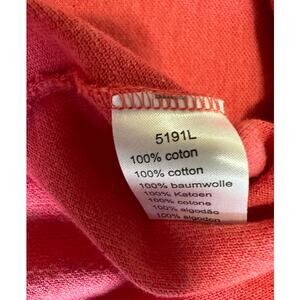 5191L
100% coton
100% cotton
100% baumwolle
100% Katoen
100% cotone
100% algodão
100% algodon